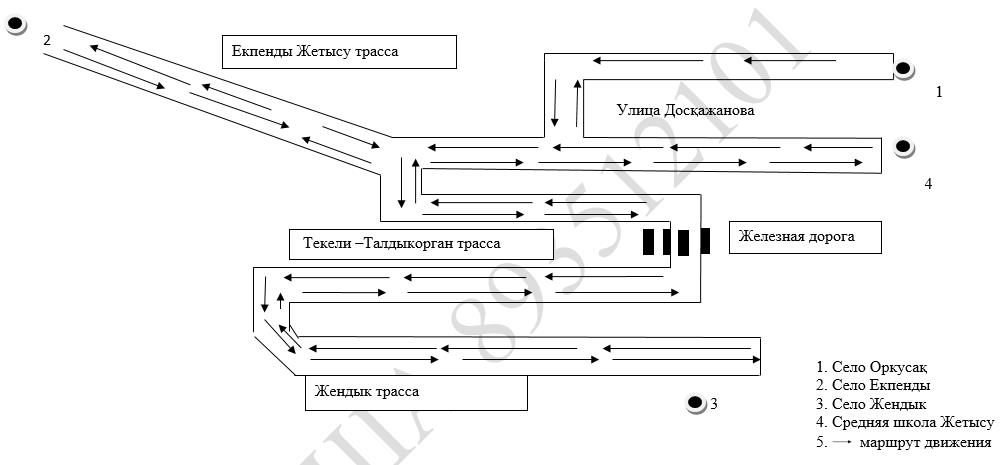 2
Екпенды Жетысу трасса
1
Улица Досқажанова
4
Текели –Талдыкорган трасса
Железная дорога
Жендык трасса
3
1. Село Оркусақ
2. Село Екпенды
3. Село Жендык
4. Средняя школа Жетысу
5. → маршрут движения
893512101